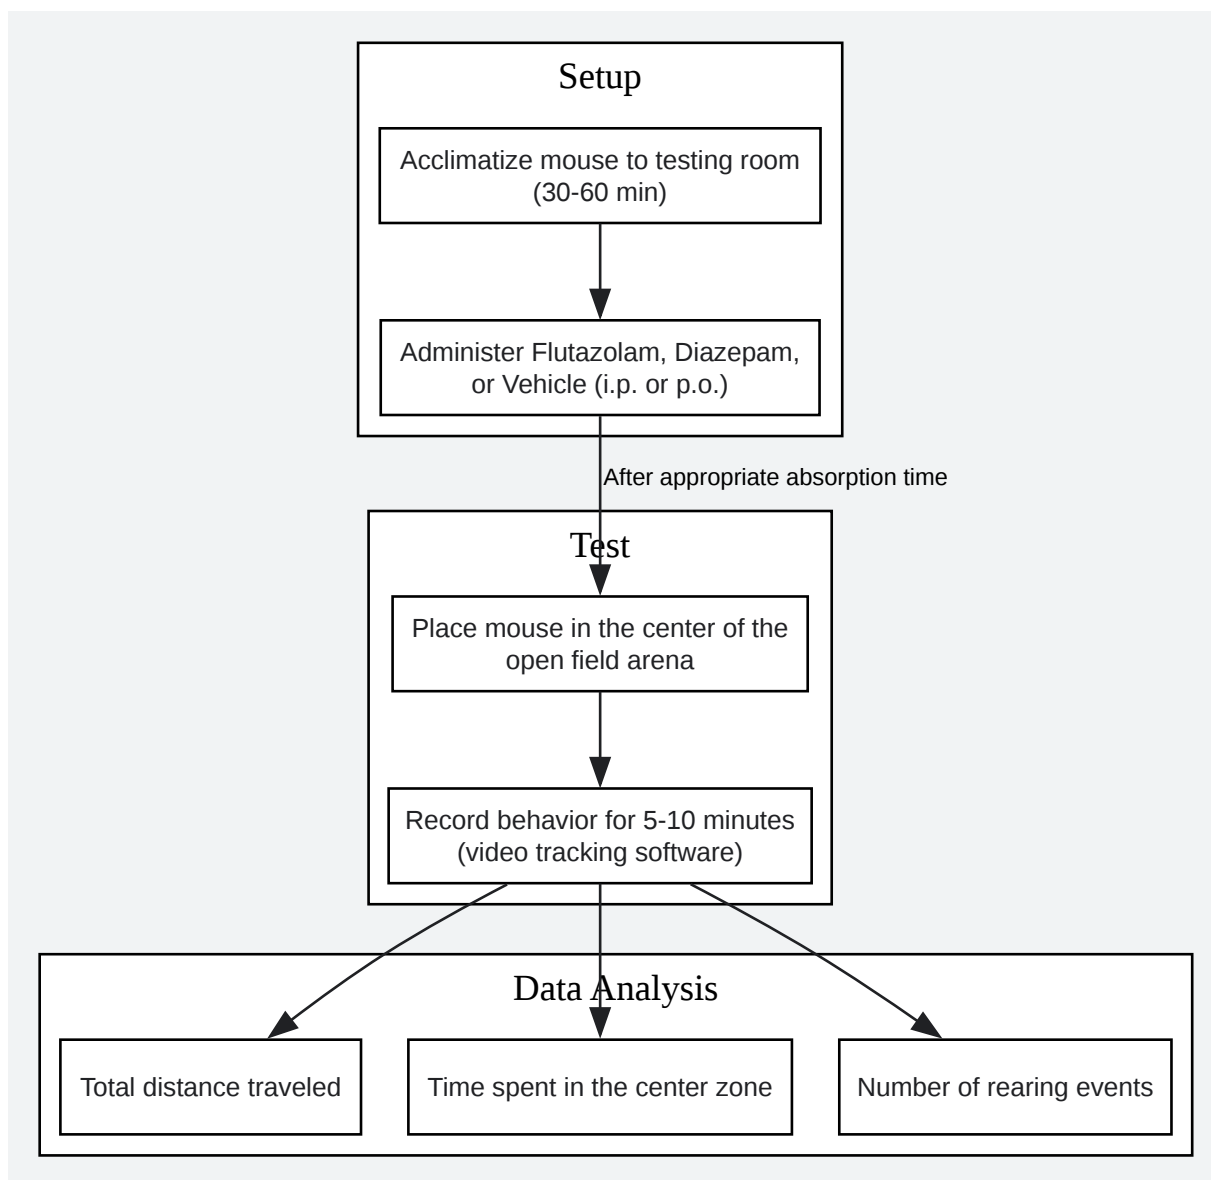 Setup
Acclimatize mouse to testing room
(30-60 min)
Administer Flutazolam, Diazepam,
or Vehicle (i.p. or p.o.)
After appropriate absorption time
Test
Place mouse in the center of the
open field arena
Record behavior for 5-10 minutes
(video tracking software)
Data Analysis
Total distance traveled
Time spent in the center zone
Number of rearing events